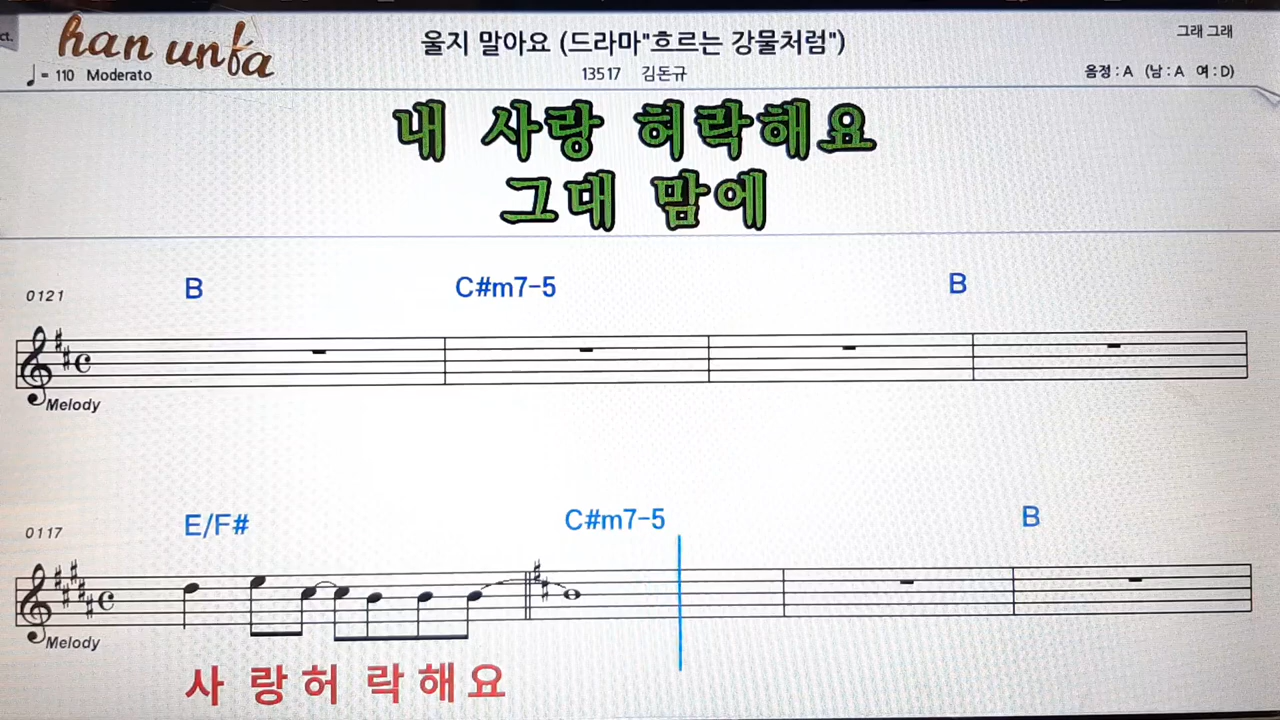 ct.
han unfa
울지 말아요 (드라마"흐르는 강물처럼")
그래 그래
♩ = 110 Moderato
13517 김돈규
음정 : A (남 : A 여 : D)
내 사랑 허락해요
그대 맘에
0121
B C#m7-5 B
Melody
0117
E/F# C#m7-5 B
Melody
사 랑 허 락 해 요